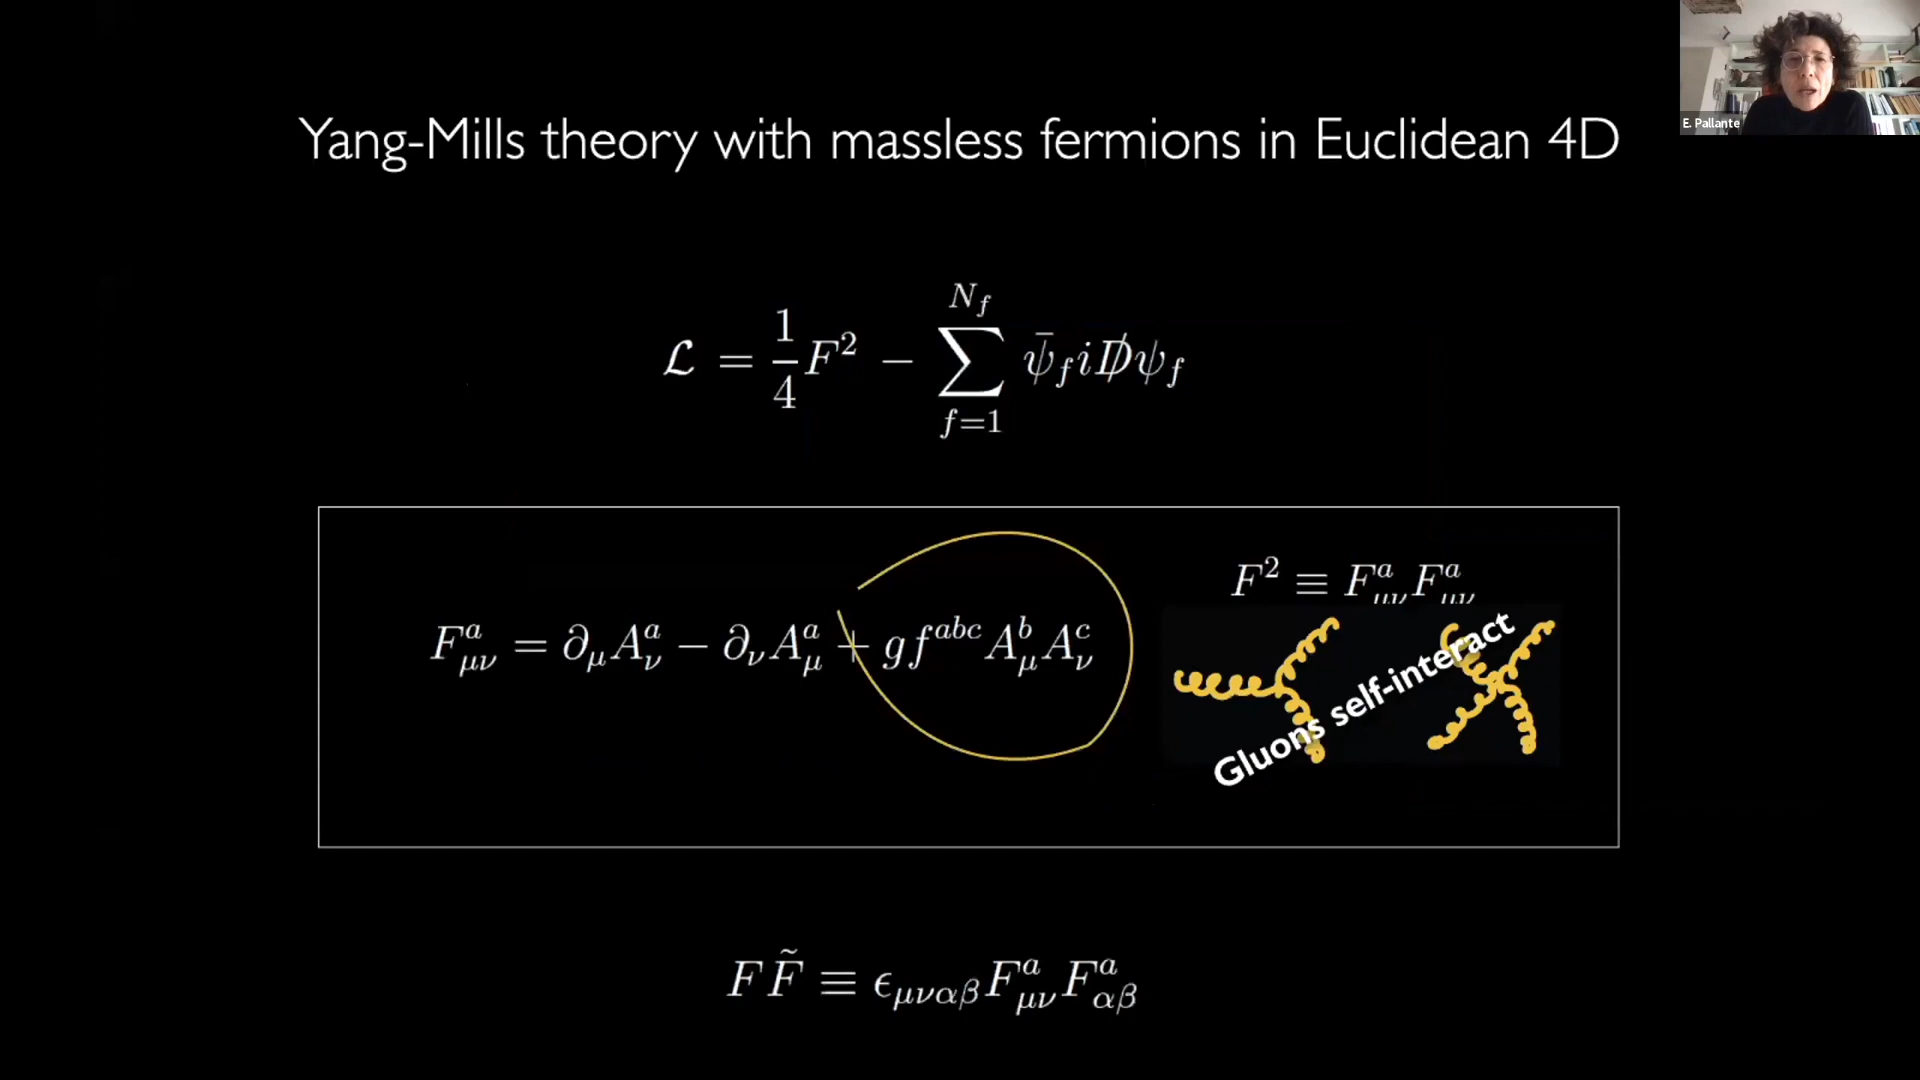 E. Pallante
Yang-Mills theory with massless fermions in Euclidean 4D
ℒ = 1/4 F² − ∑_{f=1}^{N_f} ψ̄_f i D̸ ψ_f
F² ≡ F^a_{μν} F^a_{μν}
F^a_{μν} = ∂_μ A^a_ν − ∂_ν A^a_μ + g f^{abc} A^b_μ A^c_ν
Gluons self-interact
F F̃ ≡ ϵ_{μναβ} F^a_{μν} F^a_{αβ}